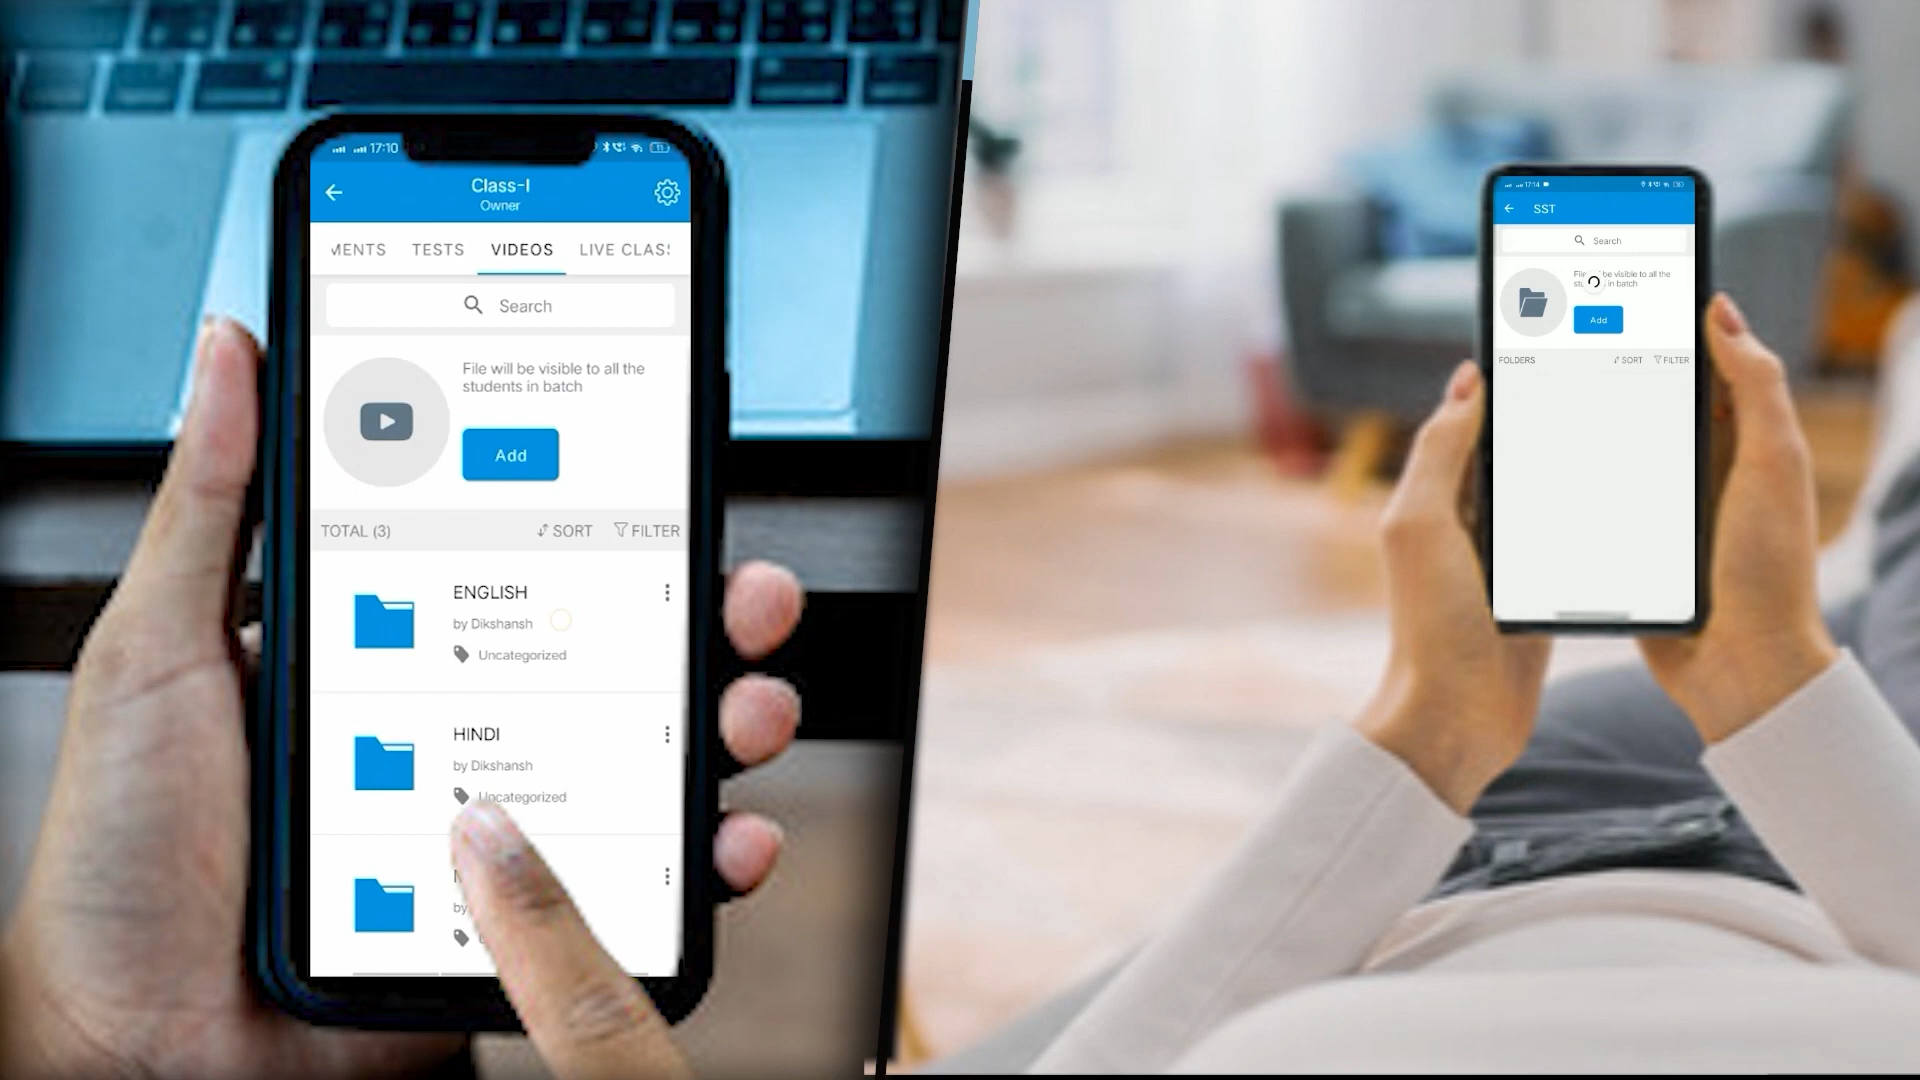 17:10
Class-I
Owner
MENTS TESTS VIDEOS LIVE CLAS
Search
File will be visible to all the
students in batch
Add
TOTAL (3) SORT FILTER
ENGLISH
by Dikshansh
Uncategorized
HINDI
by Dikshansh
Uncategorized
by
17:14
SST
Search
be visible to all the
in batch
Add
FOLDERS SORT FILTER